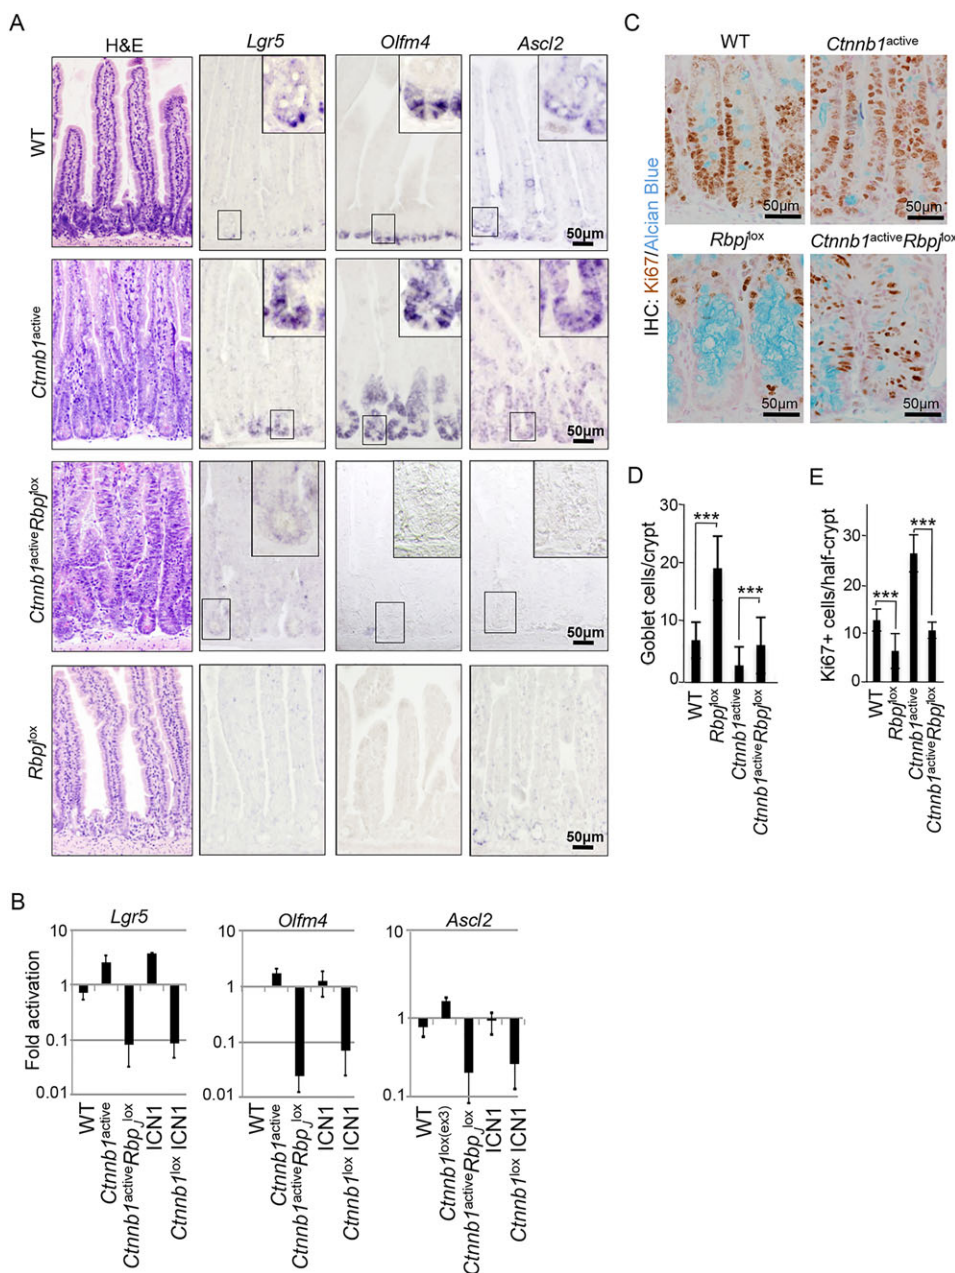 A
H&E
Lgr5
Olfm4
Ascl2
WT
50µm
Ctnnb1active
50µm
Ctnnb1activeRbpjlox
50µm
Rbpjlox
50µm
B
Lgr5
Olfm4
Ascl2
Fold activation
10
1
0.1
0.01
WT
Ctnnb1active
Ctnnb1activeRbpjlox
ICN1
Ctnnb1lox ICN1
10
1
0.1
0.01
WT
Ctnnb1active
Ctnnb1activeRbpjlox
ICN1
Ctnnb1lox ICN1
10
1
0.1
WT
Ctnnb1lox(ex3)
Ctnnb1activeRbpjlox
ICN1
Ctnnb1lox ICN1
C
WT
Ctnnb1active
IHC: Ki67/Alcian Blue
50µm
50µm
Rbpjlox
Ctnnb1activeRbpjlox
50µm
50µm
D
Goblet cells/crypt
30
20
10
0
***
***
WT
Rbpjlox
Ctnnb1active
Ctnnb1activeRbpjlox
E
Ki67+ cells/half-crypt
30
20
10
0
***
***
WT
Rbpjlox
Ctnnb1active
Ctnnb1activeRbpjlox